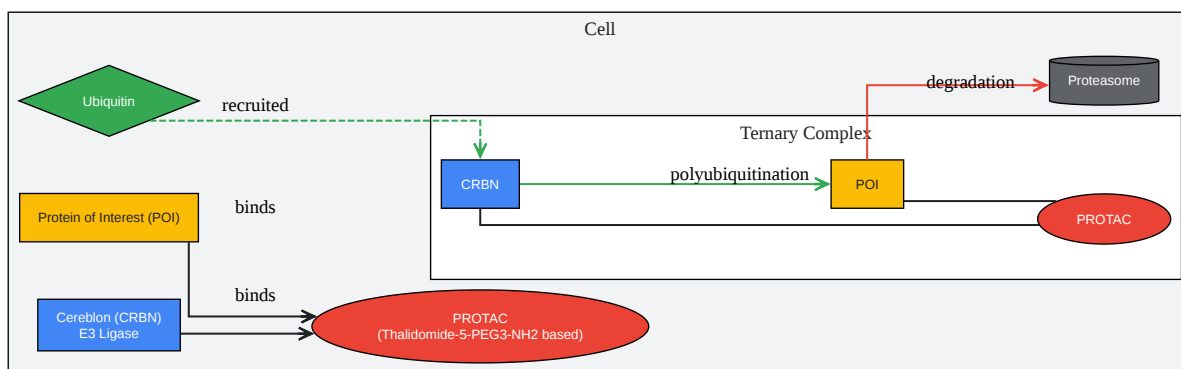 Cell
Ubiquitin
recruited
degradation
Proteasome
Ternary Complex
CRBN
polyubiquitination
POI
PROTAC
Protein of Interest (POI)
binds
binds
Cereblon (CRBN)
E3 Ligase
PROTAC
(Thalidomide-5-PEG3-NH2 based)